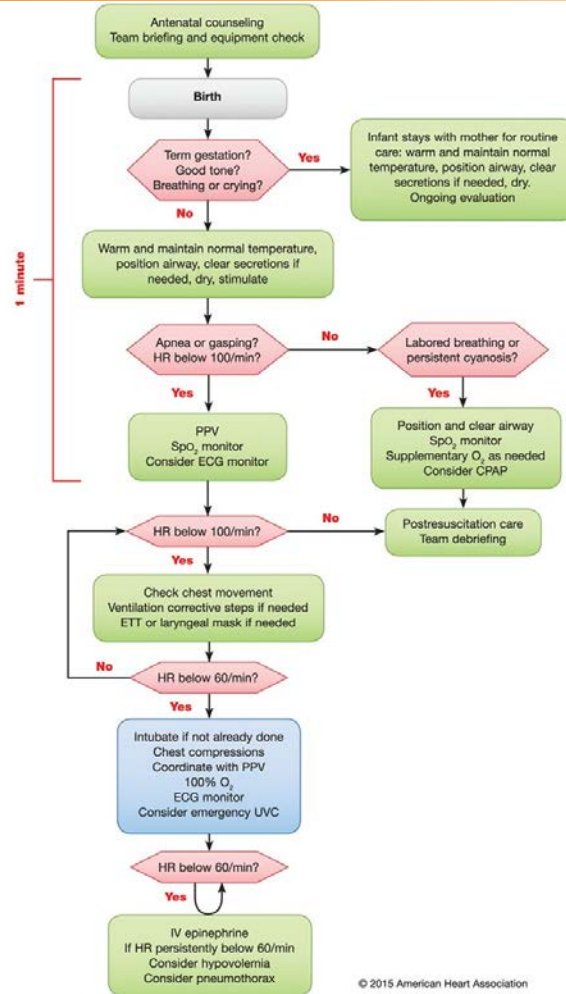 Antenatal counseling
Team briefing and equipment check
Birth
1 minute
Term gestation?
Good tone?
Breathing or crying?
Yes
Infant stays with mother for routine
care: warm and maintain normal
temperature, position airway, clear
secretions if needed, dry.
Ongoing evaluation
No
Warm and maintain normal temperature,
position airway, clear secretions if
needed, dry, stimulate
Apnea or gasping?
HR below 100/min?
No
Labored breathing or
persistent cyanosis?
Yes
Yes
PPV
SpO₂ monitor
Consider ECG monitor
Position and clear airway
SpO₂ monitor
Supplementary O₂ as needed
Consider CPAP
HR below 100/min?
No
Postresuscitation care
Team debriefing
Yes
Check chest movement
Ventilation corrective steps if needed
ETT or laryngeal mask if needed
No
HR below 60/min?
Yes
Intubate if not already done
Chest compressions
Coordinate with PPV
100% O₂
ECG monitor
Consider emergency UVC
HR below 60/min?
Yes
IV epinephrine
If HR persistently below 60/min
Consider hypovolemia
Consider pneumothorax
© 2015 American Heart Association